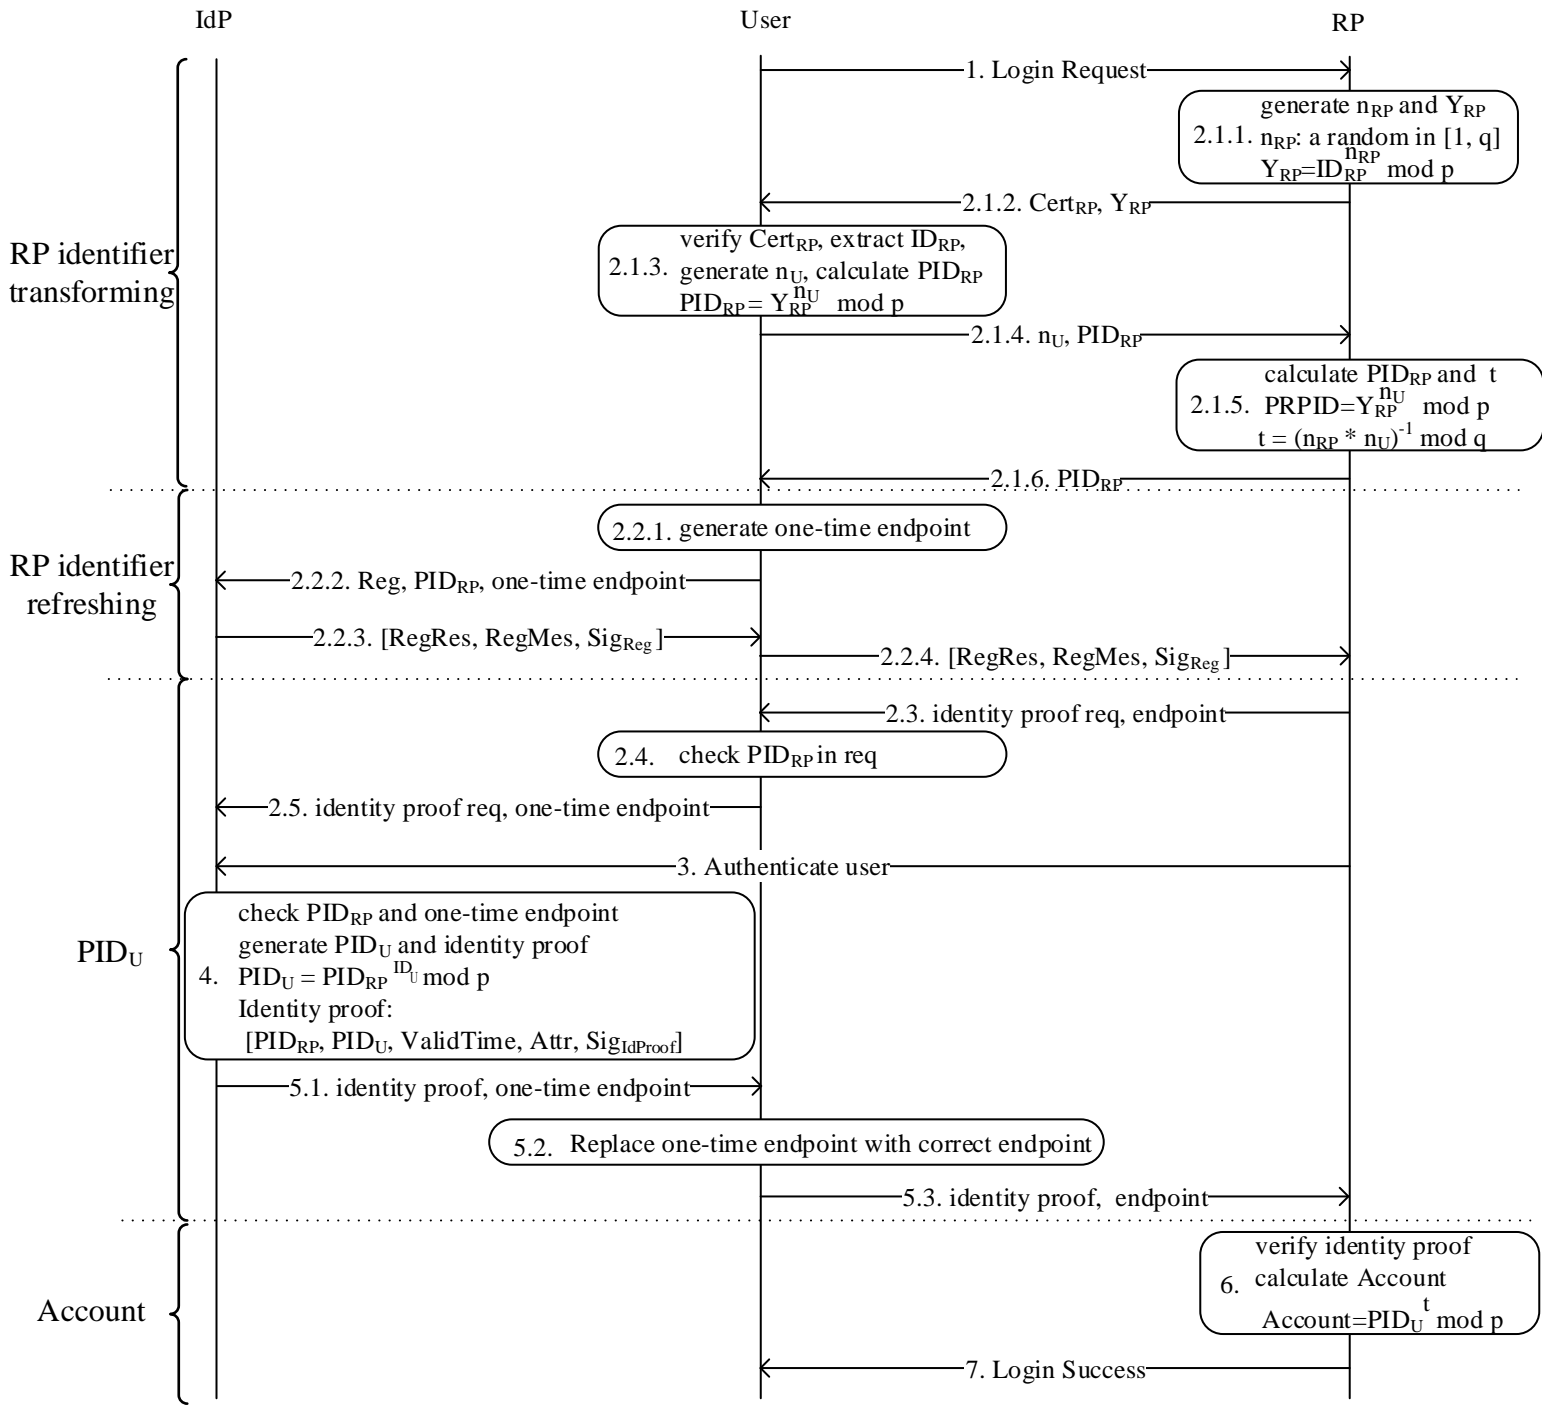 IdP
User
RP
1. Login Request
generate nRP and YRP
2.1.1. nRP: a random in [1, q]
YRP=IDRP^nRP mod p
2.1.2. CertRP, YRP
RP identifier
transforming
verify CertRP, extract IDRP,
2.1.3. generate nU, calculate PIDRP
PIDRP= YRP^nU mod p
2.1.4. nU, PIDRP
calculate PIDRP and t
2.1.5. PRPID=YRP^nU mod p
t = (nRP * nU)^-1 mod q
2.1.6. PIDRP
2.2.1. generate one-time endpoint
RP identifier
refreshing
2.2.2. Reg, PIDRP, one-time endpoint
2.2.3. [RegRes, RegMes, SigReg]
2.2.4. [RegRes, RegMes, SigReg]
2.3. identity proof req, endpoint
2.4. check PIDRP in req
2.5. identity proof req, one-time endpoint
3. Authenticate user
PIDU
check PIDRP and one-time endpoint
generate PIDU and identity proof
4. PIDU = PIDRP^IDU mod p
Identity proof:
[PIDRP, PIDU, ValidTime, Attr, SigIdProof]
5.1. identity proof, one-time endpoint
5.2. Replace one-time endpoint with correct endpoint
5.3. identity proof, endpoint
Account
verify identity proof
6. calculate Account
Account=PIDU^t mod p
7. Login Success